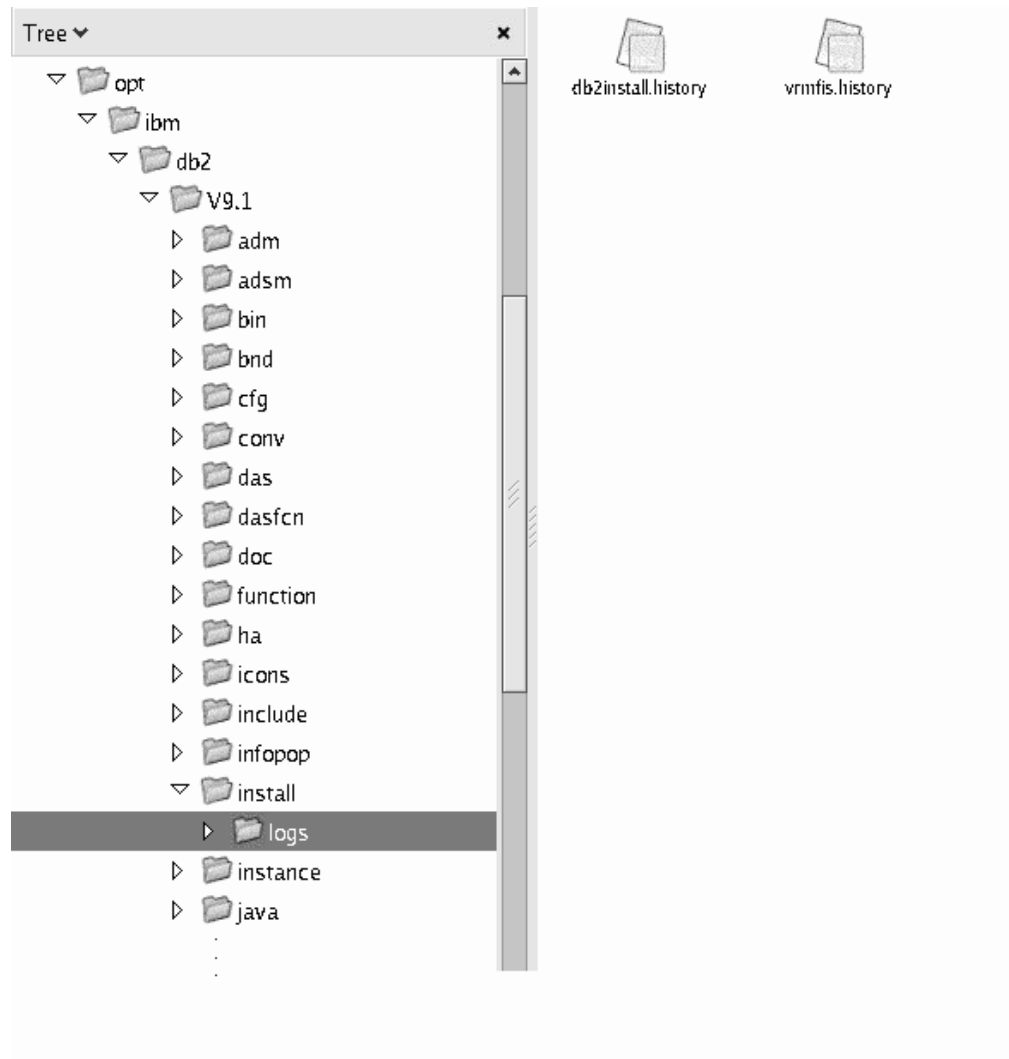 Tree
opt
ibm
db2
V9.1
adm
adsm
bin
bnd
cfg
conv
das
dasfcn
doc
function
ha
icons
include
infopop
install
logs
instance
java
db2install.history
vrmfis.history